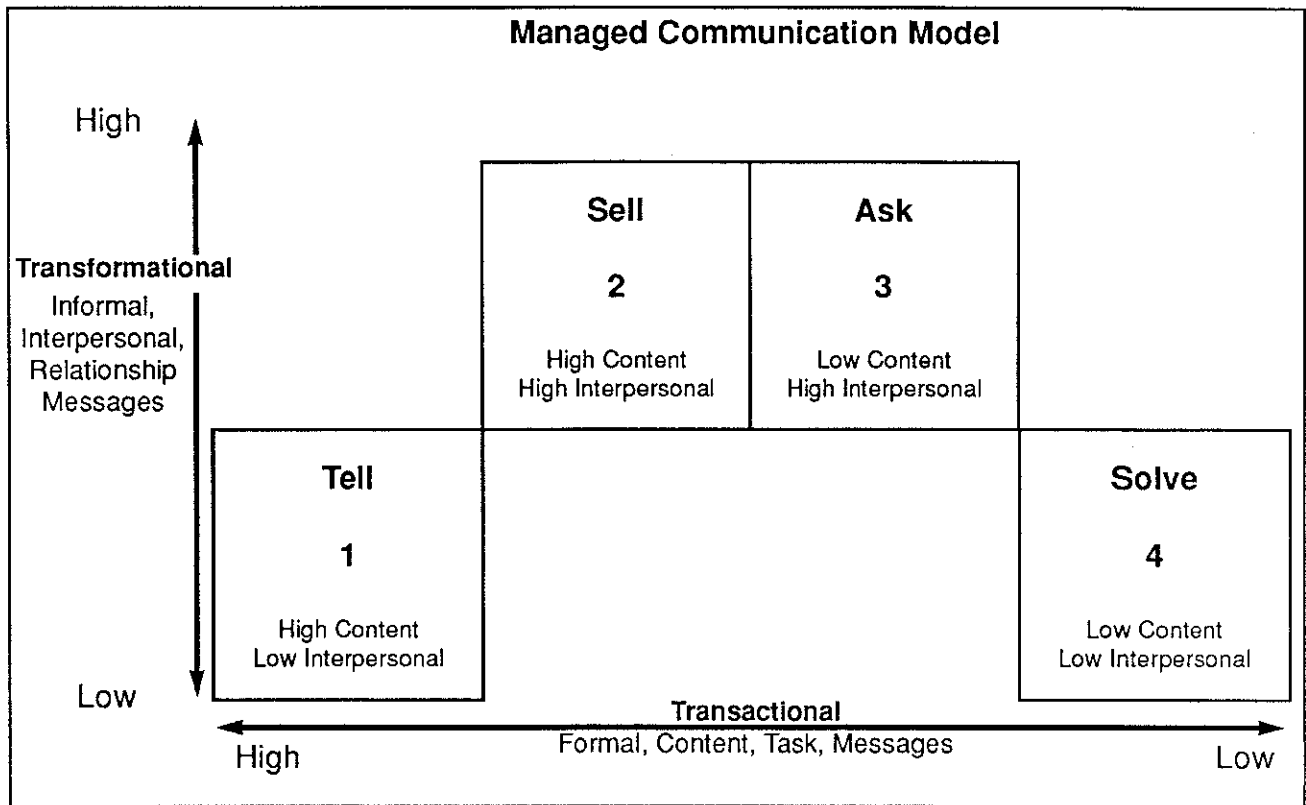 Managed Communication Model
High
Transformational
Informal,
Interpersonal,
Relationship
Messages
Low
Sell
2
High Content
High Interpersonal
Ask
3
Low Content
High Interpersonal
Tell
1
High Content
Low Interpersonal
Solve
4
Low Content
Low Interpersonal
Transactional
Formal, Content, Task, Messages
High
Low